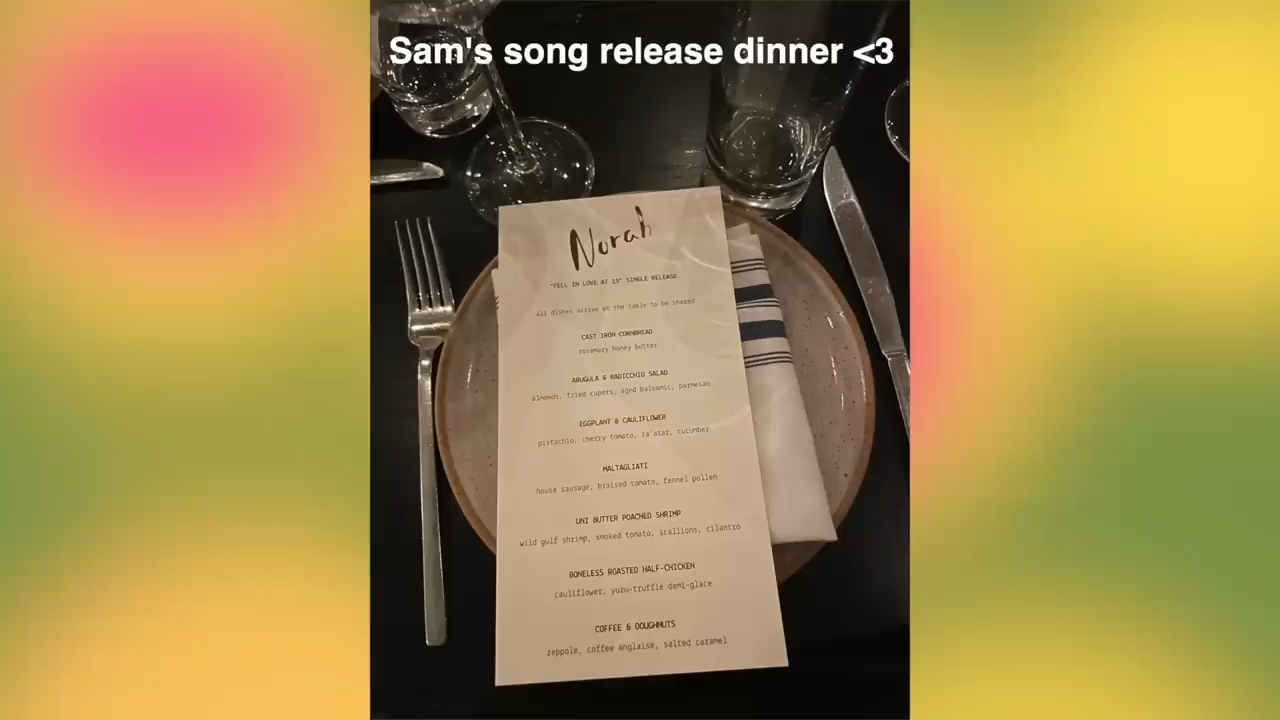 Sam's song release dinner <3
Norah
"FELL IN LOVE AT 15" SINGLE RELEASE
all dishes arrive at the table to be shared
CAST IRON CORNBREAD
rosemary honey butter
ARUGULA & RADICCHIO SALAD
almonds, fried capers, aged balsamic, parmesan
EGGPLANT & CAULIFLOWER
pistachio, cherry tomato, za'atar, cucumber
MALTAGLIATI
house sausage, braised tomato, fennel pollen
UNI BUTTER POACHED SHRIMP
wild gulf shrimp, smoked tomato, scallions, cilantro
BONELESS ROASTED HALF-CHICKEN
cauliflower, yuzu-truffle demi-glace
COFFEE & DOUGHNUTS
zeppole, coffee anglaise, salted caramel